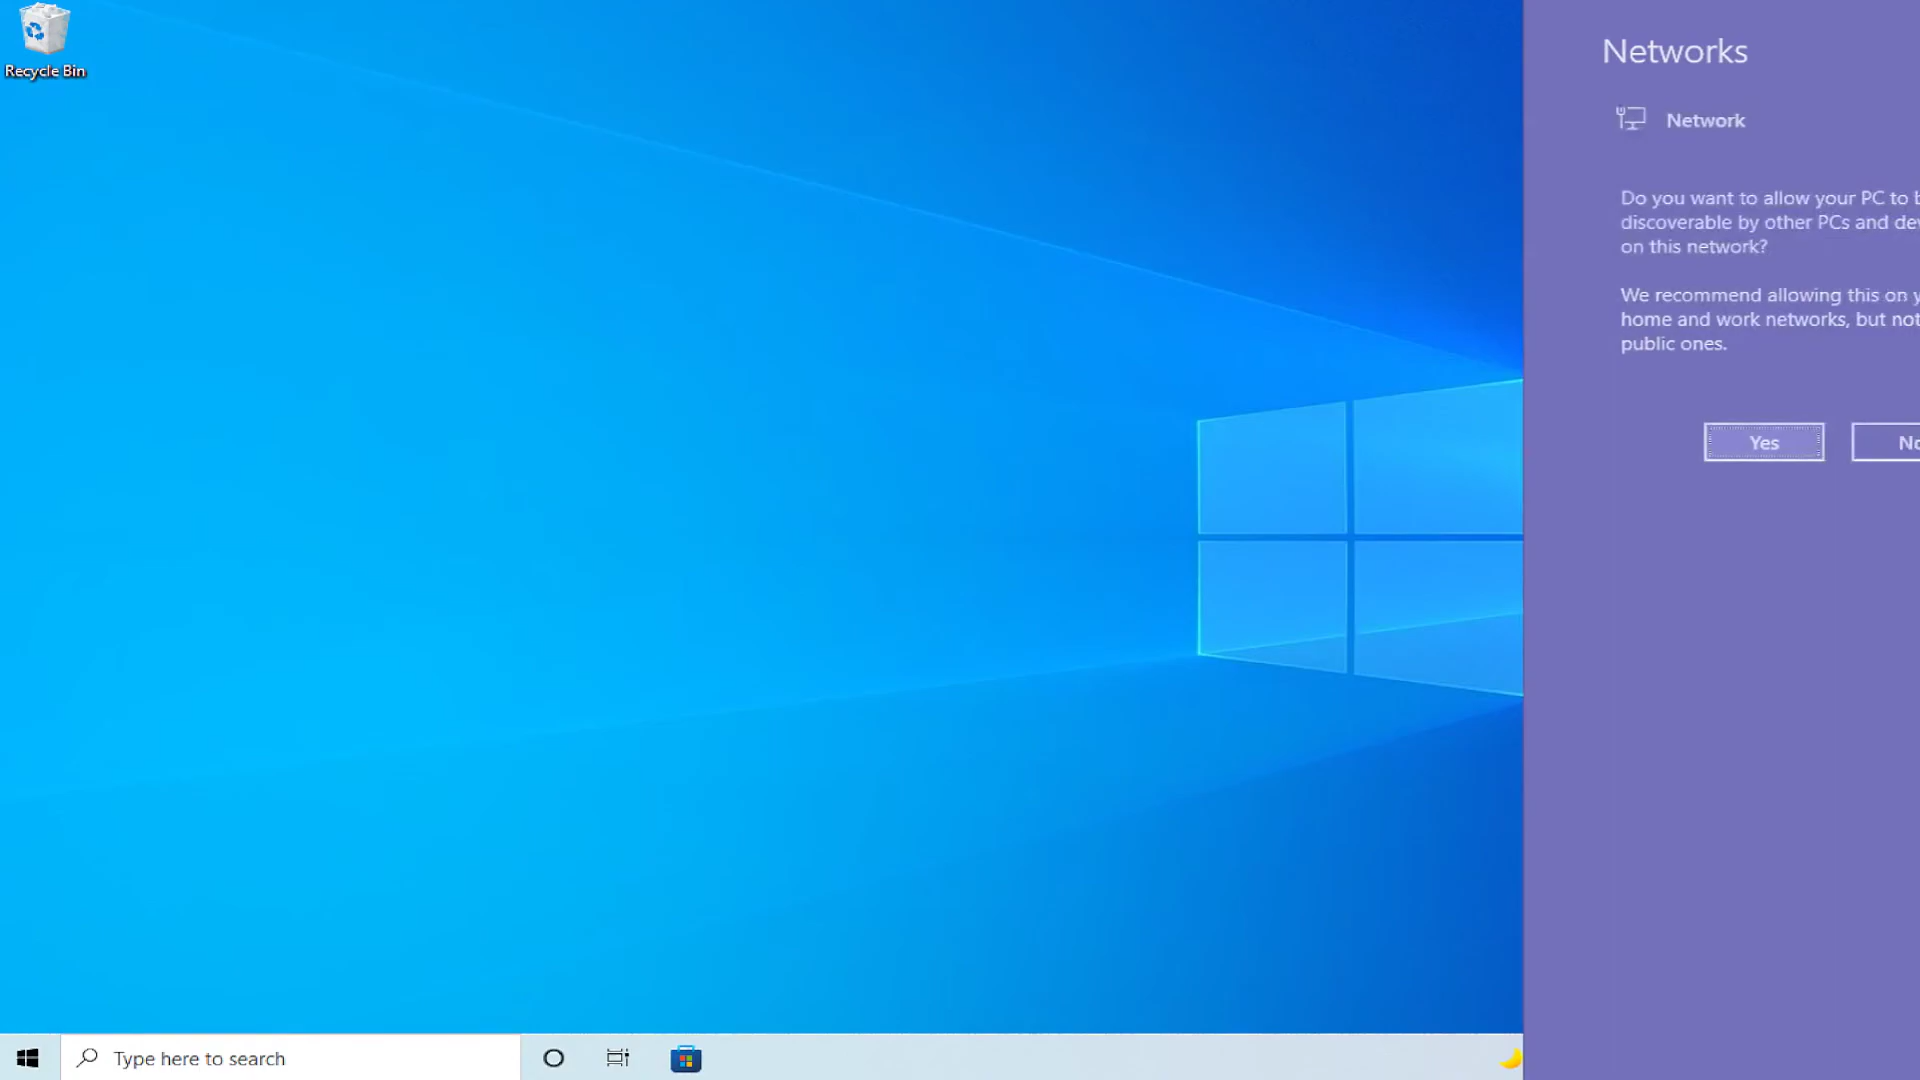 Recycle Bin
Networks
Network
Do you want to allow your PC to
discoverable by other PCs and
on this network?
We recommend allowing this on
home and work networks, but not
public ones.
Yes
Type here to search